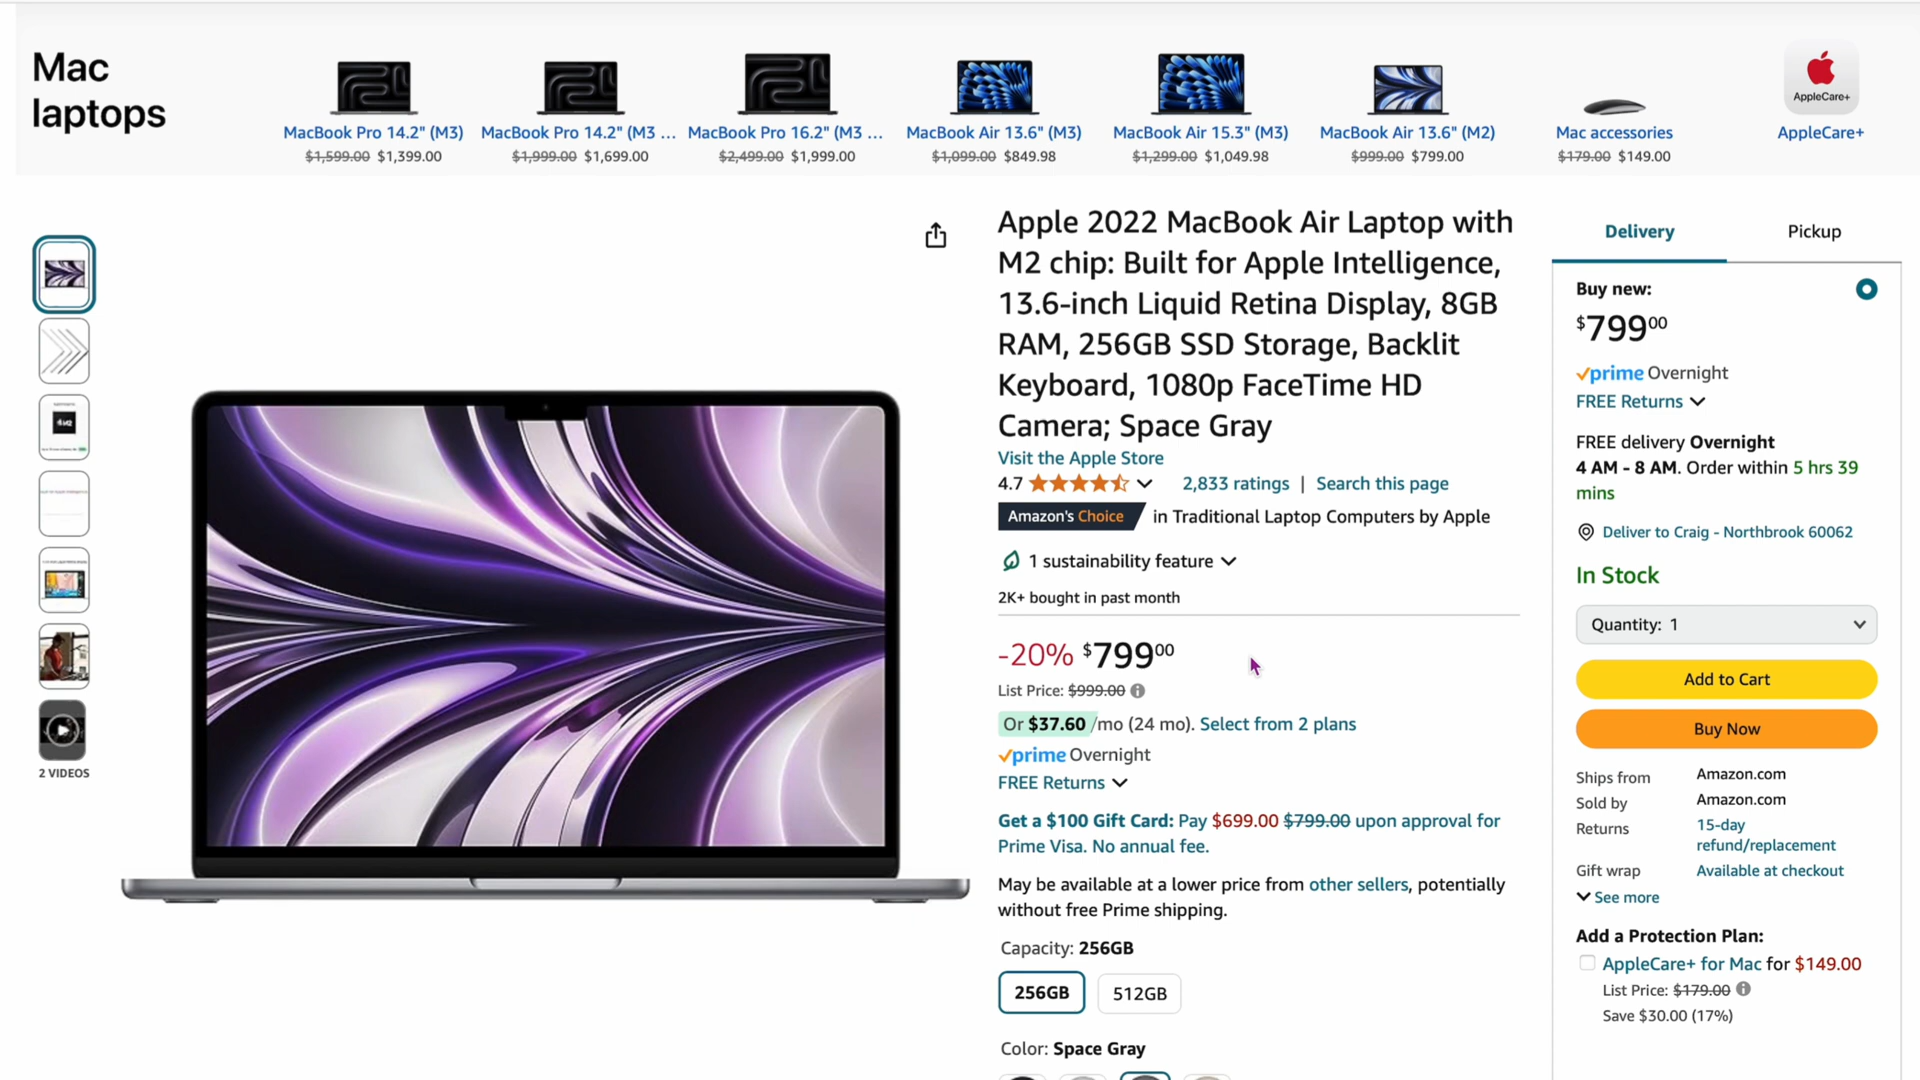 Mac
laptops
MacBook Pro 14.2" (M3)
$1,599.00 $1,399.00
MacBook Pro 14.2" (M3 ...
$1,999.00 $1,699.00
MacBook Pro 16.2" (M3 ...
$2,499.00 $1,999.00
MacBook Air 13.6" (M3)
$1,099.00 $849.98
MacBook Air 15.3" (M3)
$1,299.00 $1,049.98
MacBook Air 13.6" (M2)
$999.00 $799.00
Mac accessories
$179.00 $149.00
AppleCare+
AppleCare+
2 VIDEOS
Apple 2022 MacBook Air Laptop with
M2 chip: Built for Apple Intelligence,
13.6-inch Liquid Retina Display, 8GB
RAM, 256GB SSD Storage, Backlit
Keyboard, 1080p FaceTime HD
Camera; Space Gray
Visit the Apple Store
4.7 2,833 ratings | Search this page
Amazon's Choice in Traditional Laptop Computers by Apple
1 sustainability feature
2K+ bought in past month
-20% $79900
List Price: $999.00
Or $37.60 /mo (24 mo). Select from 2 plans
prime Overnight
FREE Returns
Get a $100 Gift Card: Pay $699.00 $799.00 upon approval for
Prime Visa. No annual fee.
May be available at a lower price from other sellers, potentially
without free Prime shipping.
Capacity: 256GB
256GB 512GB
Color: Space Gray
Delivery Pickup
Buy new:
$79900
prime Overnight
FREE Returns
FREE delivery Overnight
4 AM - 8 AM. Order within 5 hrs 39
mins
Deliver to Craig - Northbrook 60062
In Stock
Quantity: 1
Add to Cart
Buy Now
Ships from Amazon.com
Sold by Amazon.com
Returns 15-day
refund/replacement
Gift wrap Available at checkout
See more
Add a Protection Plan:
AppleCare+ for Mac for $149.00
List Price: $179.00
Save $30.00 (17%)